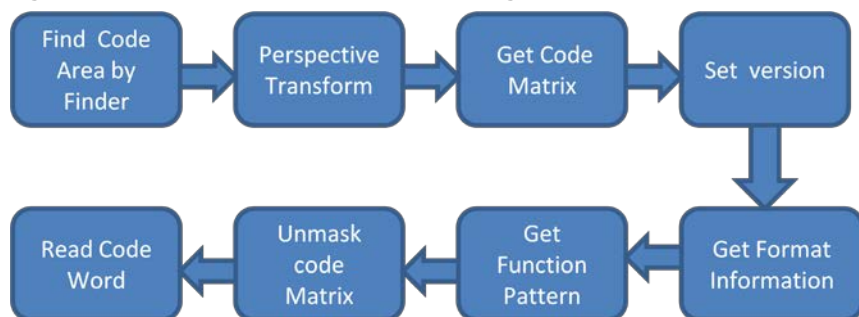 Find Code
Area by
Finder
Perspective
Transform
Get Code
Matrix
Set version
Get Format
Information
Get
Function
Pattern
Unmask
code
Matrix
Read Code
Word